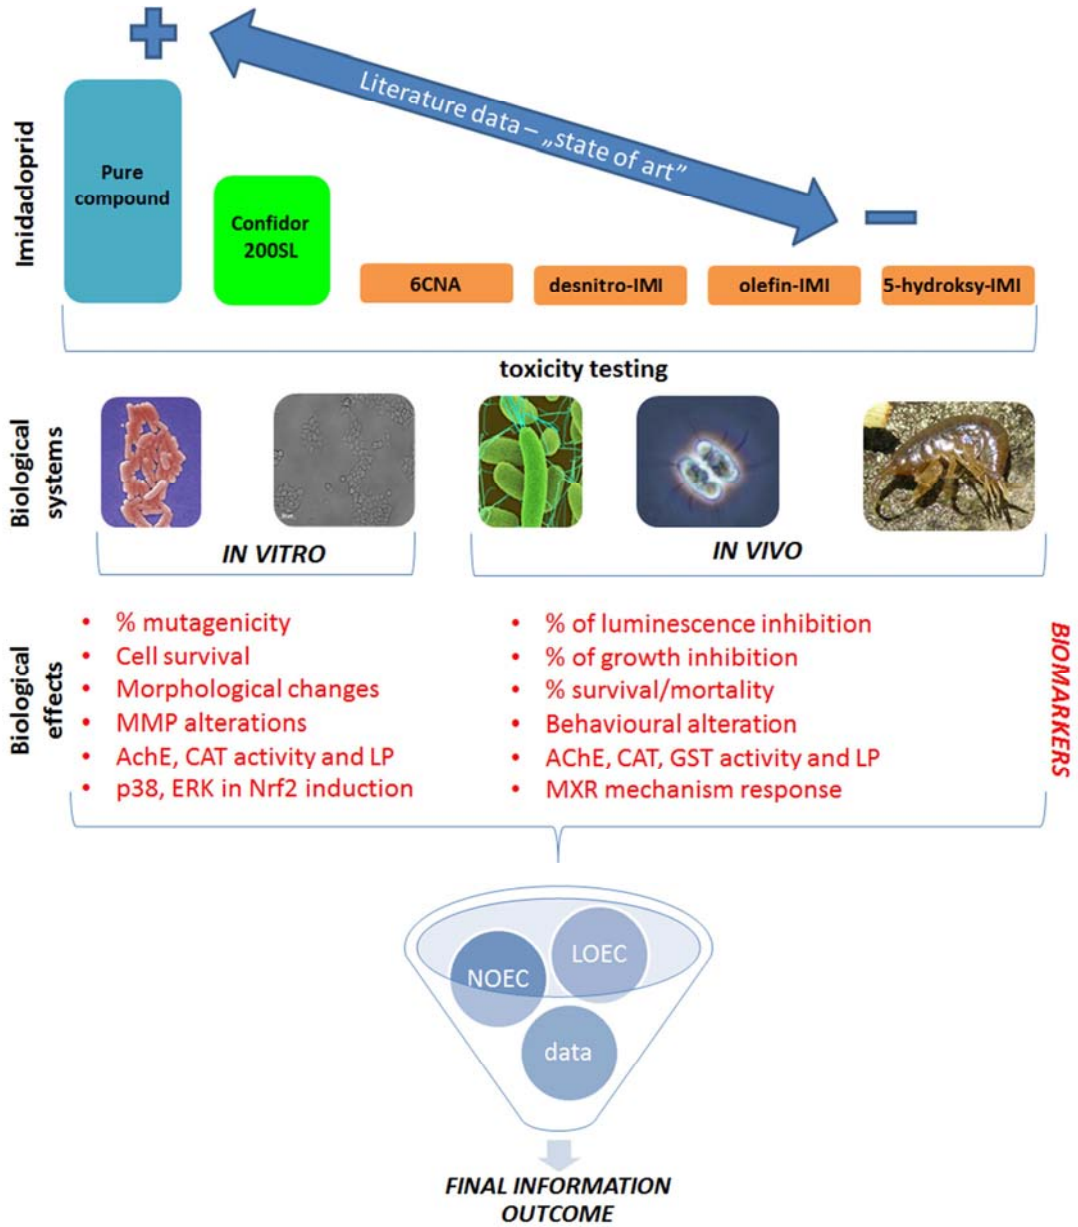 Literature data – „state of art”
Imidadoprid
Pure
compound
Confidor
200SL
6CNA
desnitro-IMI
olefin-IMI
5-hydroksy-IMI
toxicity testing
Biological
systems
IN VITRO
IN VIVO
Biological
effects
• % mutagenicity
• Cell survival
• Morphological changes
• MMP alterations
• AchE, CAT activity and LP
• p38, ERK in Nrf2 induction
• % of luminescence inhibition
• % of growth inhibition
• % survival/mortality
• Behavioural alteration
• AChE, CAT, GST activity and LP
• MXR mechanism response
BIOMARKERS
NOEC
LOEC
data
FINAL INFORMATION
OUTCOME